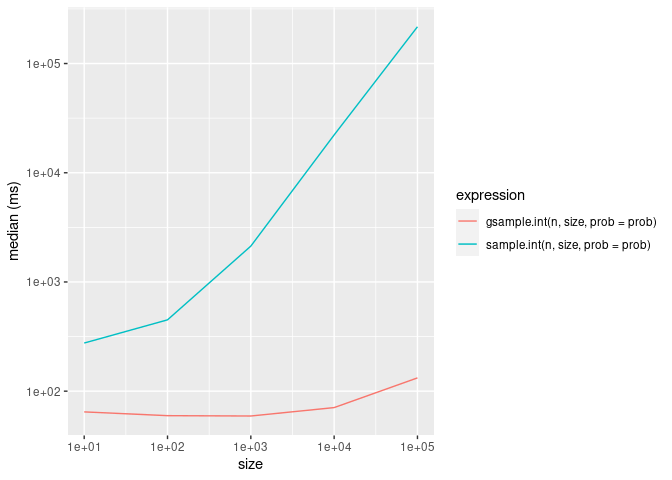 median (ms)
1e+05
1e+04
1e+03
1e+02
1e+01
1e+02
1e+03
1e+04
1e+05
size
expression
gsample.int(n, size, prob = prob)
sample.int(n, size, prob = prob)